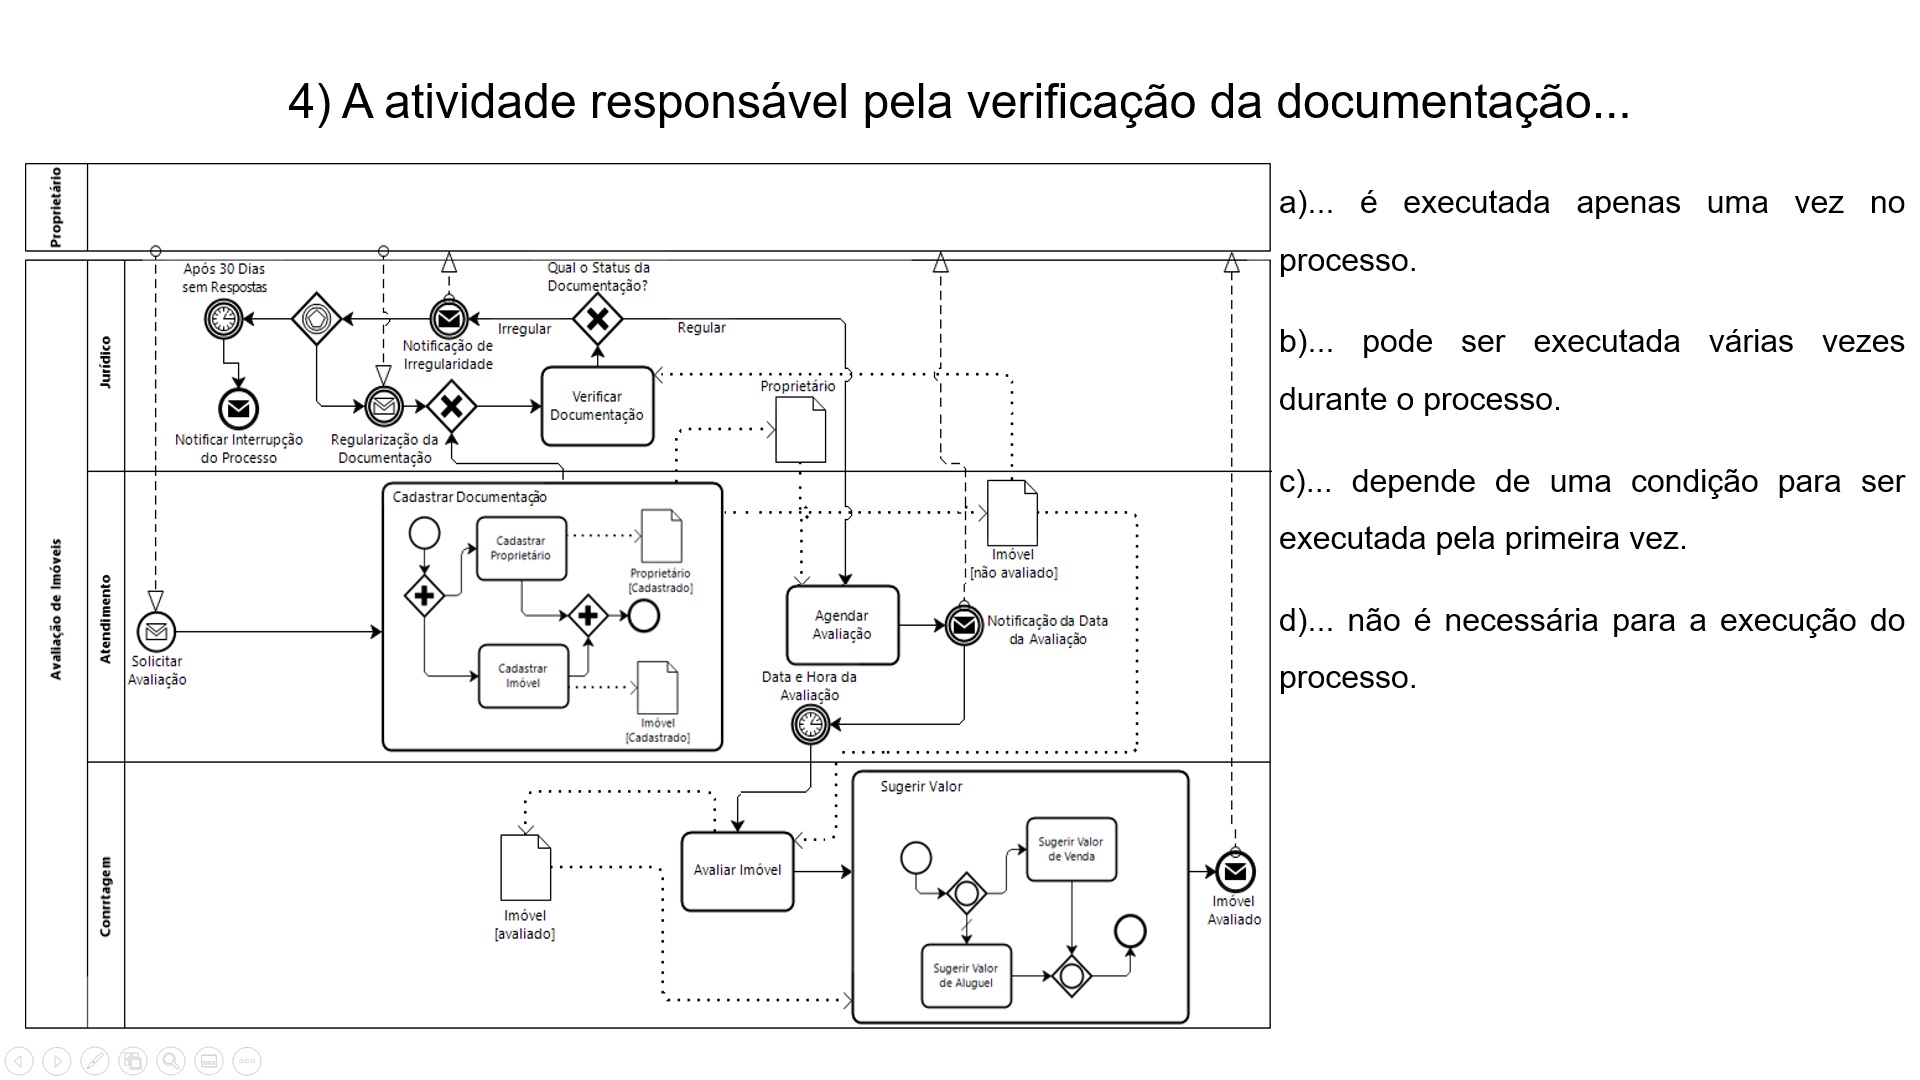 4) A atividade responsável pela verificação da documentação...
Proprietário
Avaliação de Imóveis
Jurídico
Após 30 Dias
sem Respostas
Notificar Interrupção
do Processo
Notificação de
Irregularidade
Regularização da
Documentação
Qual o Status da
Documentação?
Irregular
Regular
Verificar
Documentação
Proprietário
Atendimento
Solicitar
Avaliação
Cadastrar Documentação
Cadastrar
Proprietário
Proprietário
[Cadastrado]
Cadastrar
Imóvel
Imóvel
[Cadastrado]
Imóvel
[não avaliado]
Agendar
Avaliação
Notificação da Data
da Avaliação
Data e Hora da
Avaliação
Conrrtagem
Imóvel
[avaliado]
Avaliar Imóvel
Sugerir Valor
Sugerir Valor
de Venda
Sugerir Valor
de Aluguel
Imóvel
Avaliado
a)... é executada apenas uma vez no
processo.
b)... pode ser executada várias vezes
durante o processo.
c)... depende de uma condição para ser
executada pela primeira vez.
d)... não é necessária para a execução do
processo.